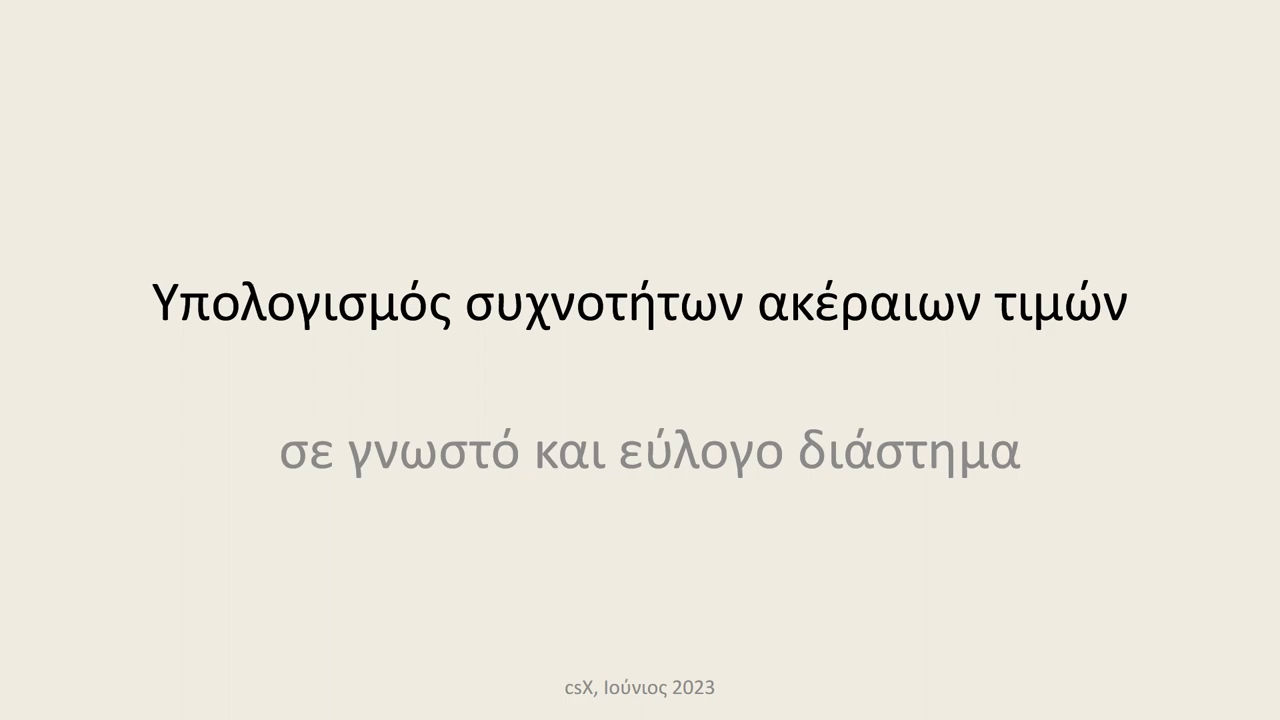 Υπολογισμός συχνοτήτων ακέραιων τιμών
σε γνωστό και εύλογο διάστημα
csX, Ιούνιος 2023